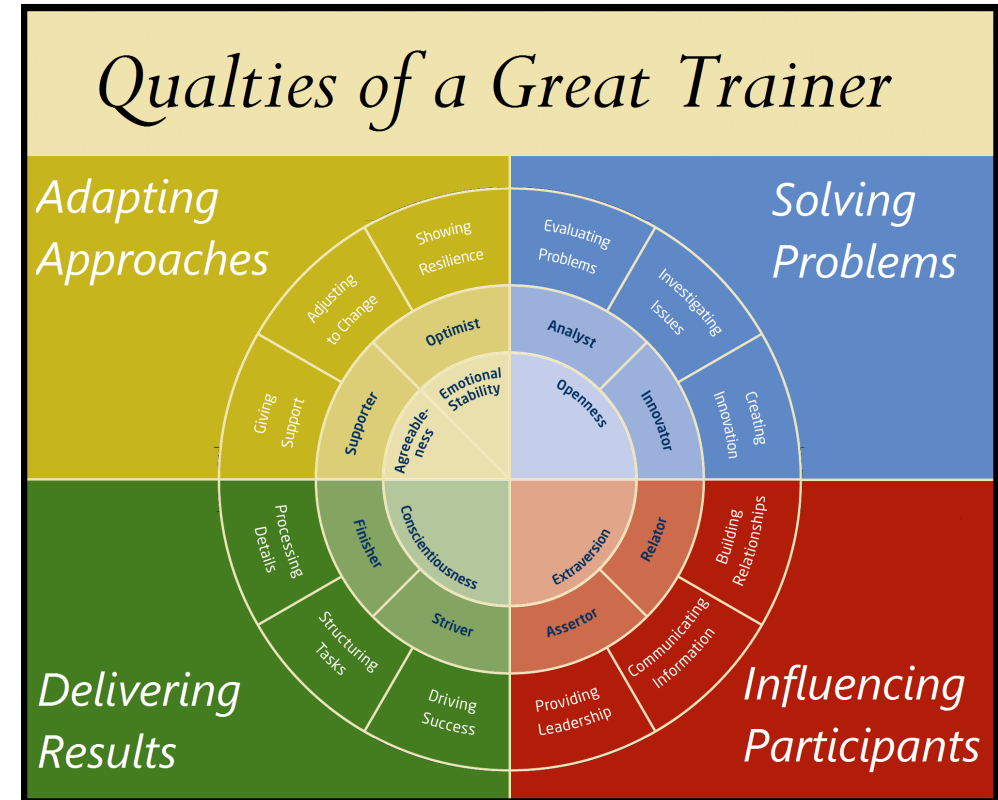 Qualties of a Great Trainer
Adapting
Approaches
Solving
Problems
Showing
Resilience
Adjusting
to Change
Giving
Support
Evaluating
Problems
Investigating
Issues
Creating
Innovation
Optimist
Supporter
Analyst
Innovator
Emotional
Stability
Agreeable-
ness
Openness
Conscientiousness
Extraversion
Finisher
Striver
Relator
Assertor
Processing
Details
Structuring
Tasks
Driving
Success
Building
Relationships
Communicating
Information
Providing
Leadership
Delivering
Results
Influencing
Participants